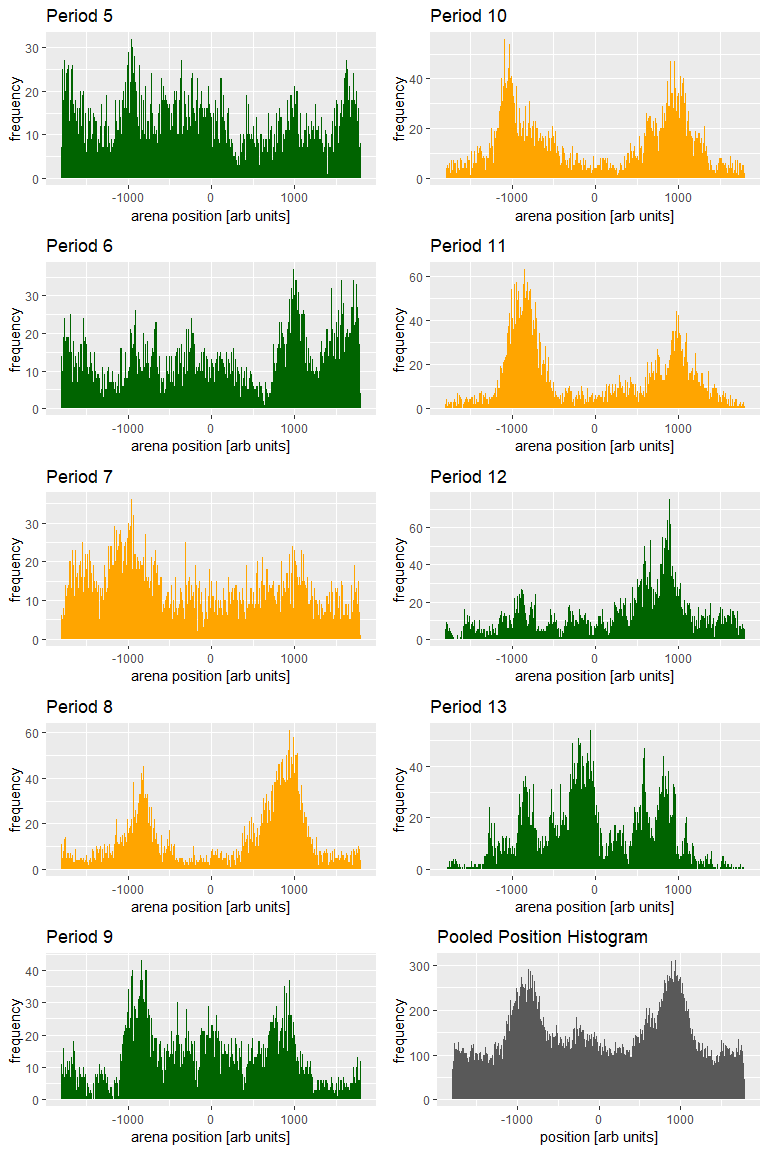 Period 5
30
20
10
0
frequency
-1000 0 1000
arena position [arb units]
Period 6
30
20
10
0
frequency
-1000 0 1000
arena position [arb units]
Period 7
30
20
10
0
frequency
-1000 0 1000
arena position [arb units]
Period 8
60
40
20
0
frequency
-1000 0 1000
arena position [arb units]
Period 9
40
30
20
10
0
frequency
-1000 0 1000
arena position [arb units]
Period 10
40
20
0
frequency
-1000 0 1000
arena position [arb units]
Period 11
60
40
20
0
frequency
-1000 0 1000
arena position [arb units]
Period 12
60
40
20
0
frequency
-1000 0 1000
arena position [arb units]
Period 13
40
20
0
frequency
-1000 0 1000
arena position [arb units]
Pooled Position Histogram
300
200
100
0
frequency
-1000 0 1000
position [arb units]